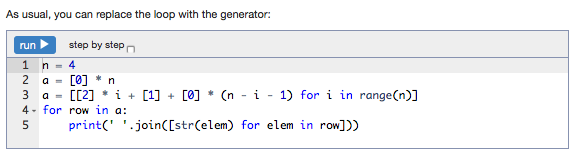 As usual, you can replace the loop with the generator:
run ▶ step by step
1 n = 4
2 a = [0] * n
3 a = [[2] * i + [1] + [0] * (n - i - 1) for i in range(n)]
4 for row in a:
5     print(' '.join([str(elem) for elem in row]))